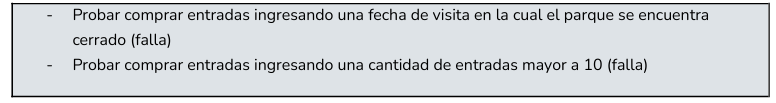 - Probar comprar entradas ingresando una fecha de visita en la cual el parque se encuentra
cerrado (falla)
- Probar comprar entradas ingresando una cantidad de entradas mayor a 10 (falla)